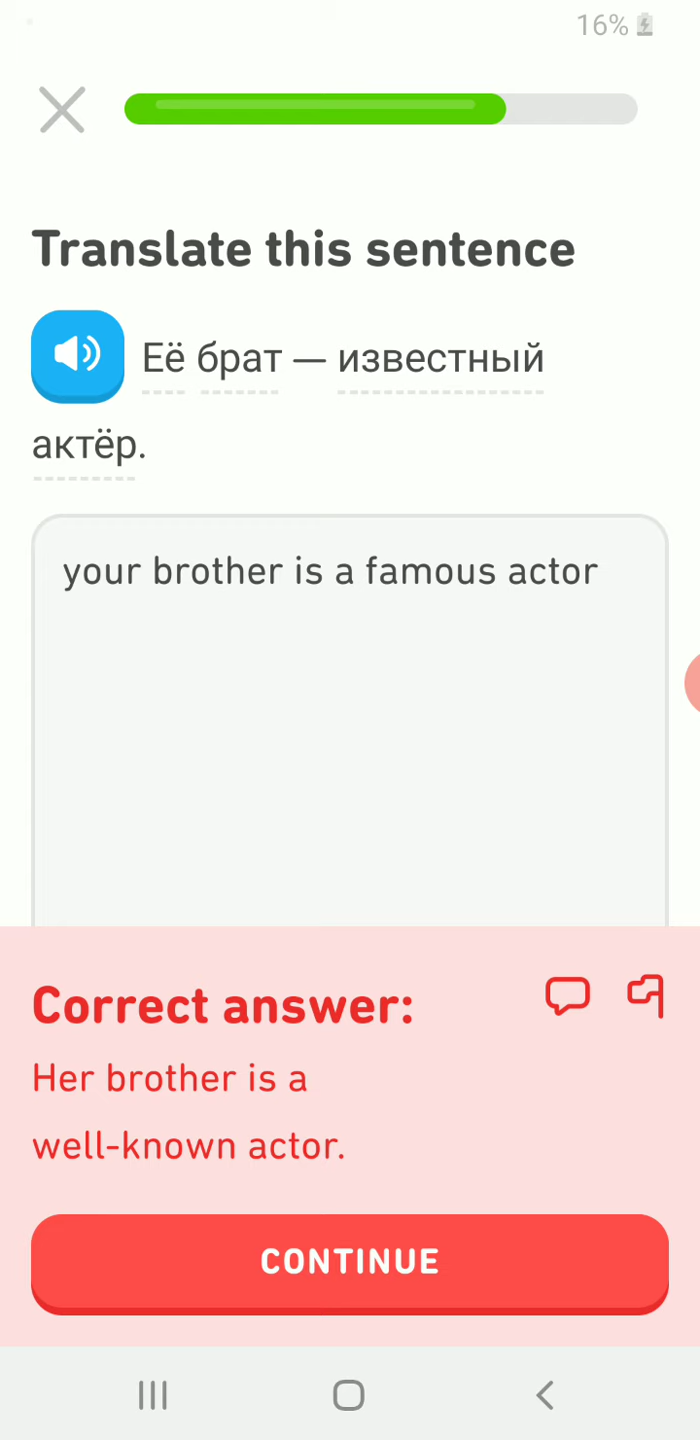 16%
Translate this sentence
Её брат — известный
актёр.
your brother is a famous actor
Correct answer:
Her brother is a
well-known actor.
CONTINUE